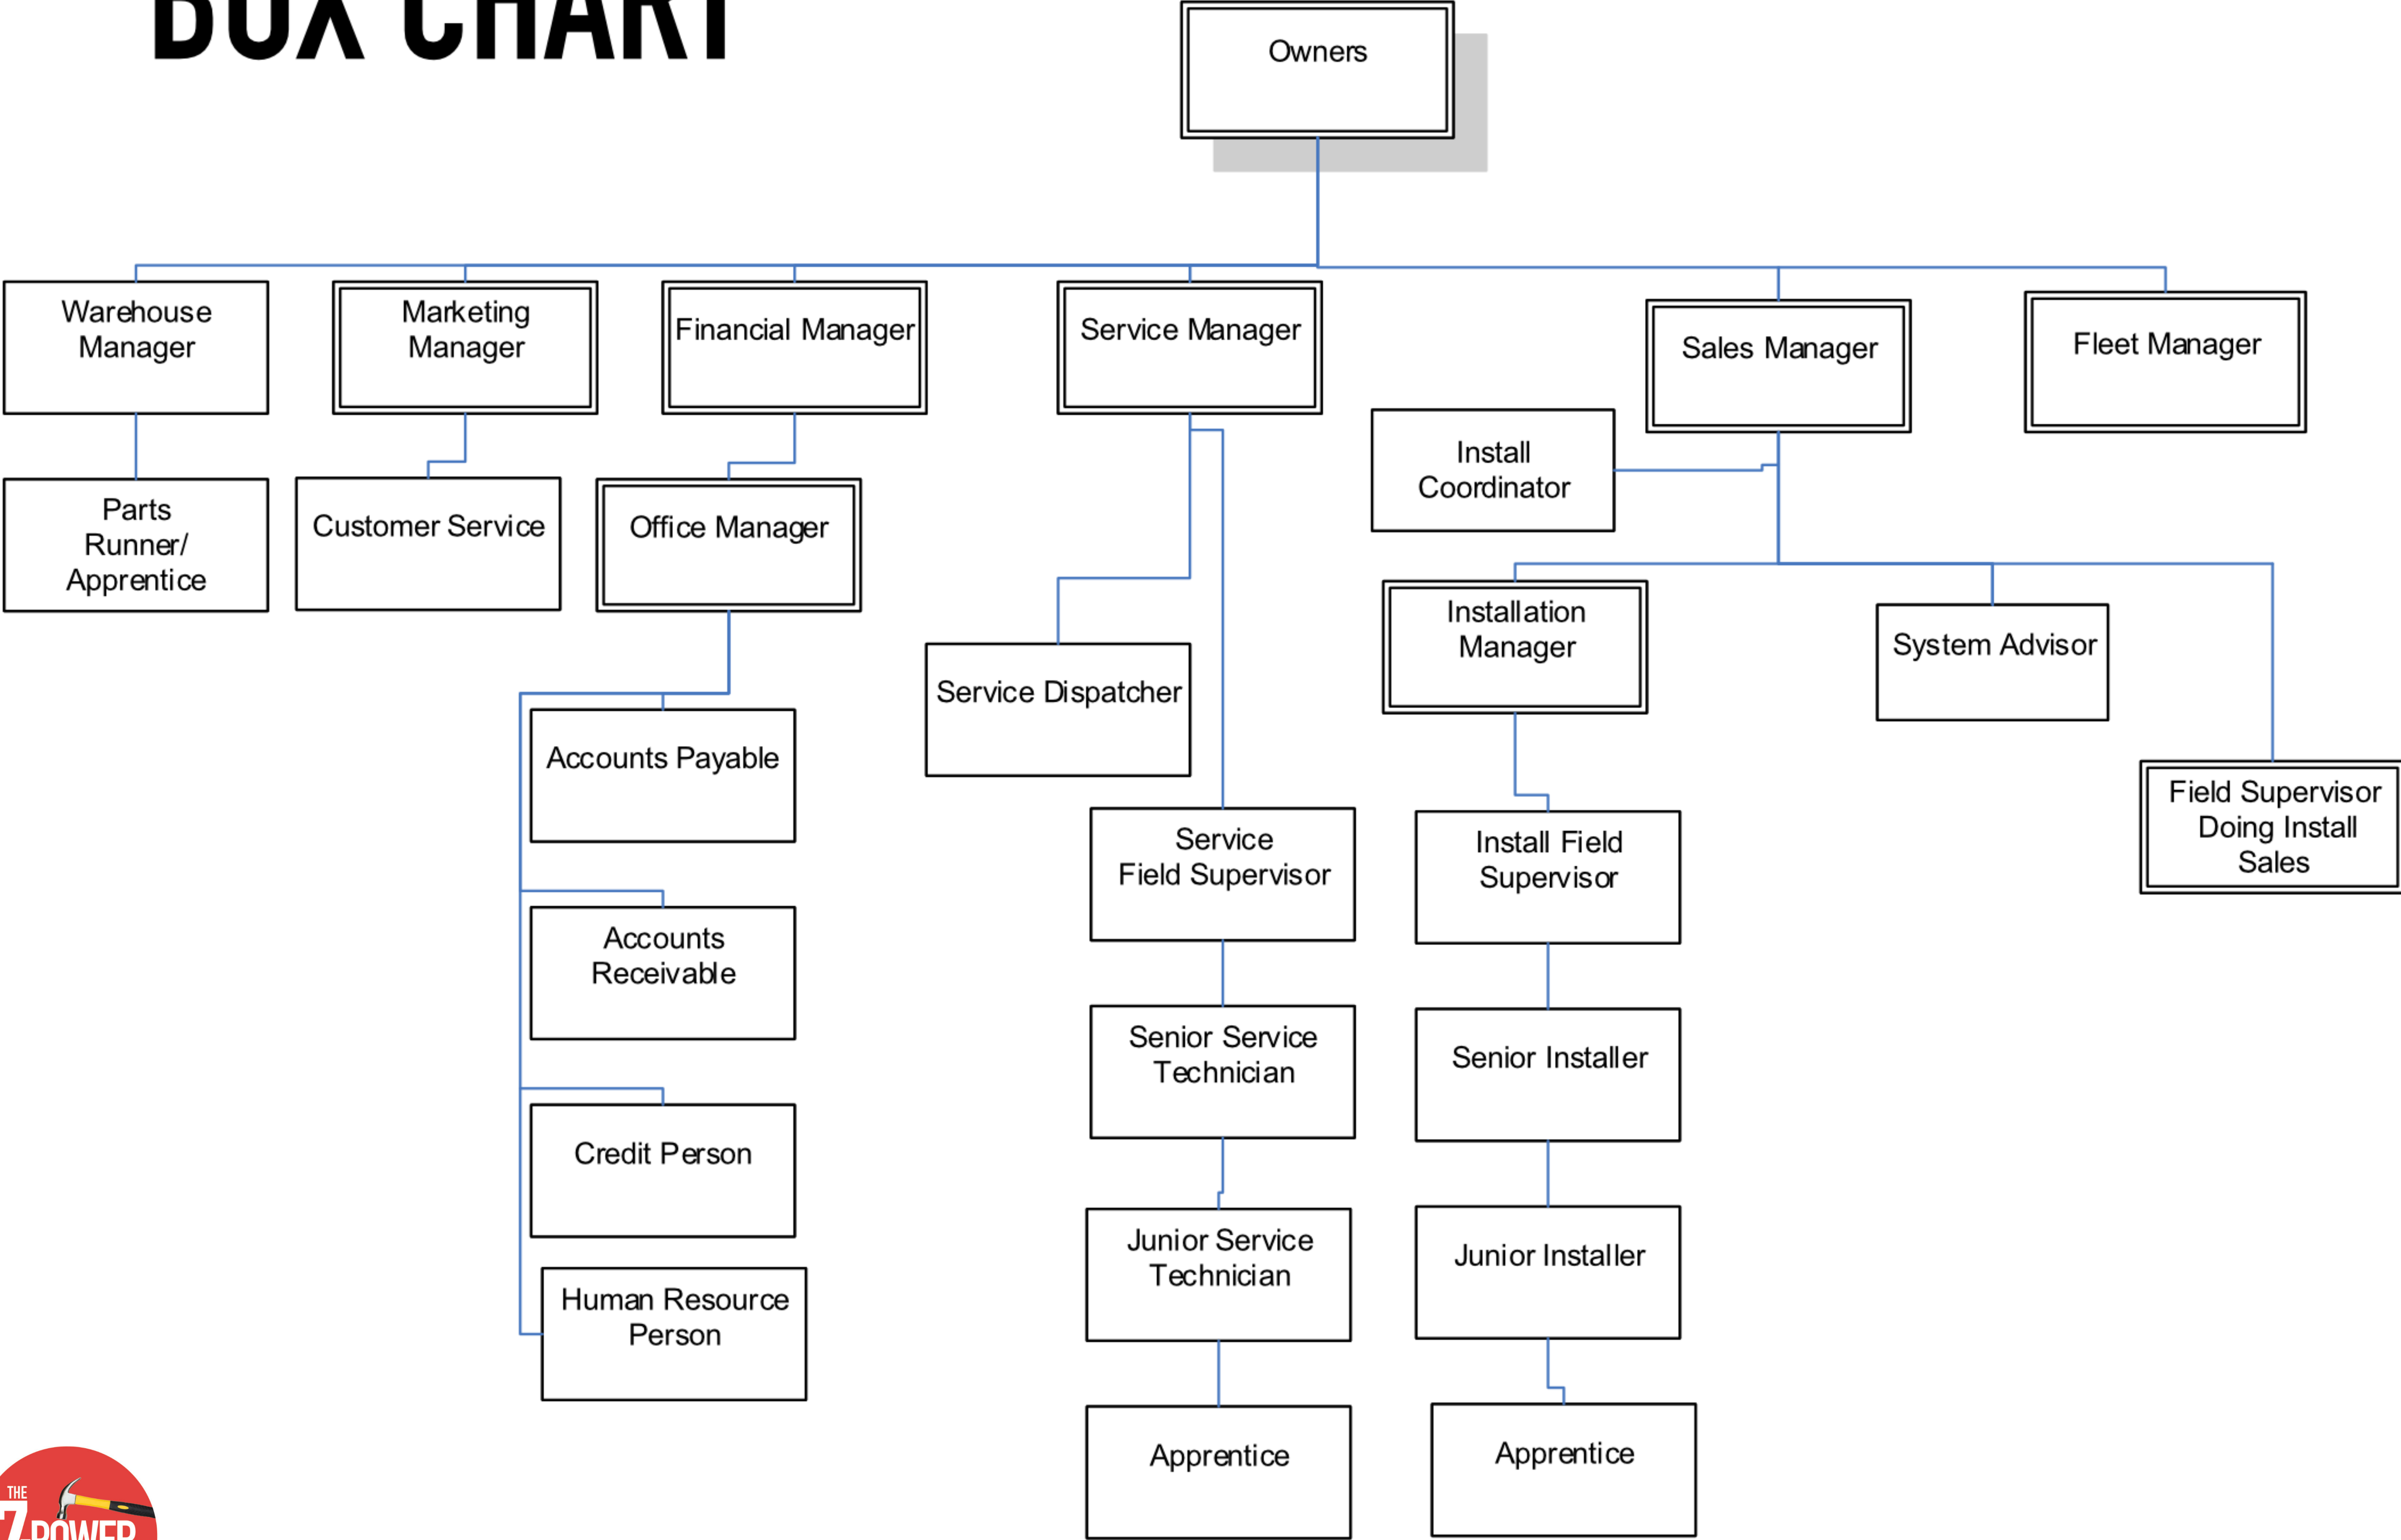 BOX CHART
Owners
Warehouse
Manager
Marketing
Manager
Financial Manager
Service Manager
Sales Manager
Fleet Manager
Install
Coordinator
Parts
Runner/
Apprentice
Customer Service
Office Manager
Installation
Manager
System Advisor
Service Dispatcher
Accounts Payable
Field Supervisor
Doing Install
Sales
Service
Field Supervisor
Install Field
Supervisor
Accounts
Receivable
Senior Service
Technician
Senior Installer
Credit Person
Junior Service
Technician
Junior Installer
Human Resource
Person
Apprentice
Apprentice
THE
7 POWER